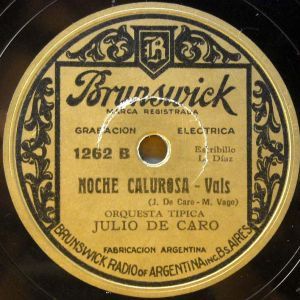 B
Brunswick
MARCA REGISTRADA
GRABACION ELECTRICA
1262 B
Estribillo
L. Diaz
NOCHE CALUROSA - Vals
(J. De Caro - M. Vago)
ORQUESTA TIPICA
JULIO DE CARO
FABRICACION ARGENTINA
BRUNSWICK RADIO OF ARGENTINA INC. Bs. AIRES